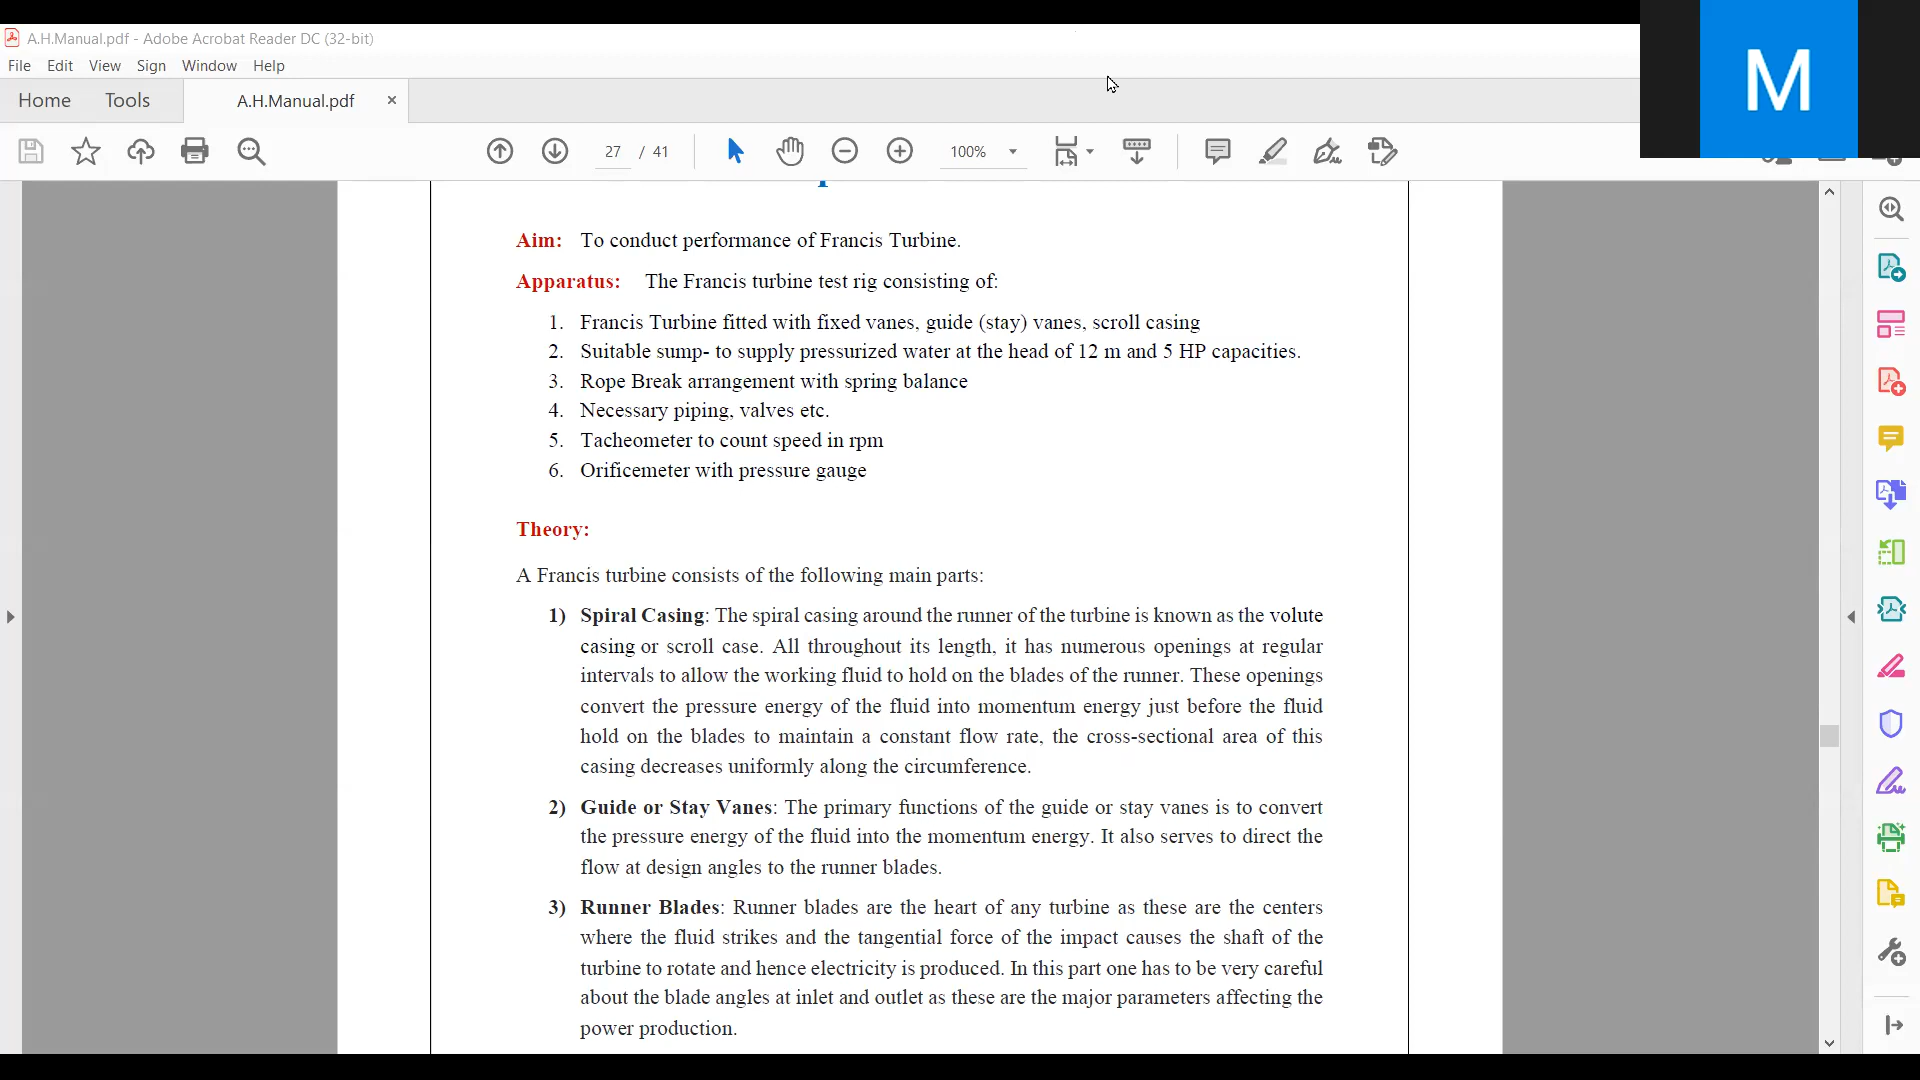 A.H.Manual.pdf - Adobe Acrobat Reader DC (32-bit)
File Edit View Sign Window Help
Home Tools A.H.Manual.pdf ×
27 / 41 100%
M
Aim: To conduct performance of Francis Turbine.
Apparatus: The Francis turbine test rig consisting of:
1. Francis Turbine fitted with fixed vanes, guide (stay) vanes, scroll casing
2. Suitable sump- to supply pressurized water at the head of 12 m and 5 HP capacities.
3. Rope Break arrangement with spring balance
4. Necessary piping, valves etc.
5. Tacheometer to count speed in rpm
6. Orificemeter with pressure gauge
Theory:
A Francis turbine consists of the following main parts:
1) Spiral Casing: The spiral casing around the runner of the turbine is known as the volute
casing or scroll case. All throughout its length, it has numerous openings at regular
intervals to allow the working fluid to hold on the blades of the runner. These openings
convert the pressure energy of the fluid into momentum energy just before the fluid
hold on the blades to maintain a constant flow rate, the cross-sectional area of this
casing decreases uniformly along the circumference.
2) Guide or Stay Vanes: The primary functions of the guide or stay vanes is to convert
the pressure energy of the fluid into the momentum energy. It also serves to direct the
flow at design angles to the runner blades.
3) Runner Blades: Runner blades are the heart of any turbine as these are the centers
where the fluid strikes and the tangential force of the impact causes the shaft of the
turbine to rotate and hence electricity is produced. In this part one has to be very careful
about the blade angles at inlet and outlet as these are the major parameters affecting the
power production.